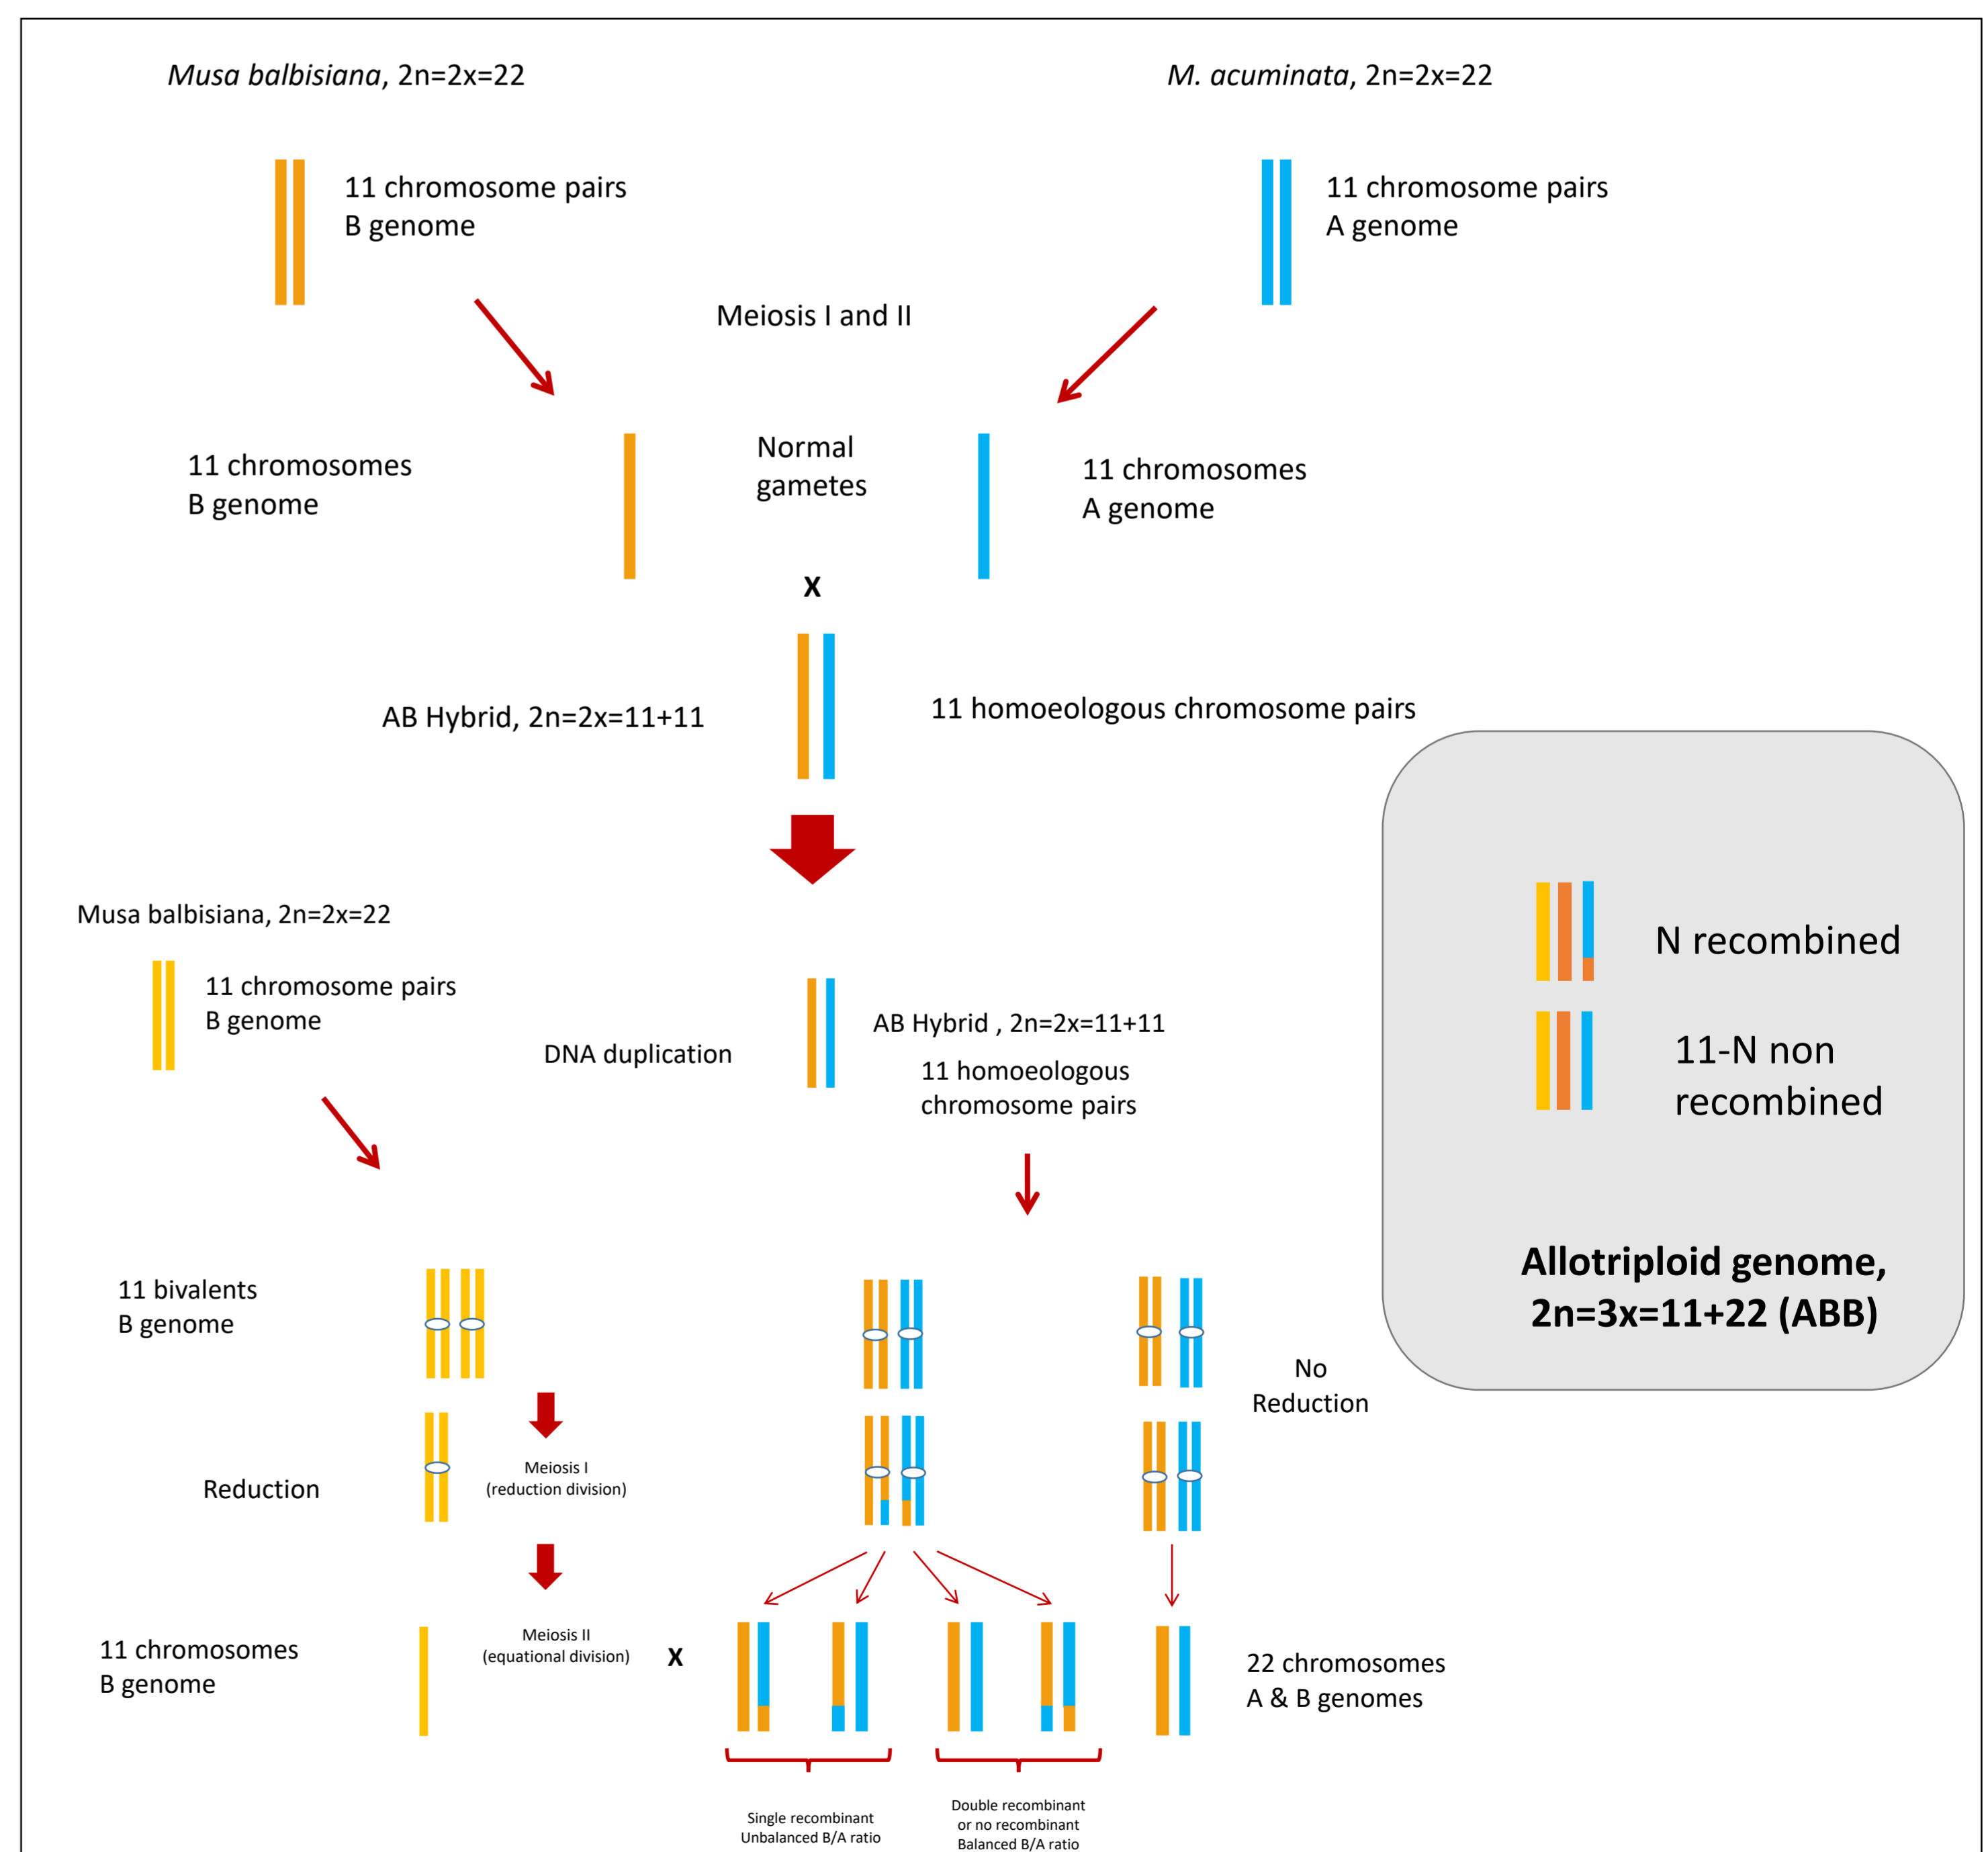 Musa balbisiana, 2n=2x=22
M. acuminata, 2n=2x=22
11 chromosome pairs
B genome
11 chromosome pairs
A genome
Meiosis I and II
11 chromosomes
B genome
Normal
gametes
11 chromosomes
A genome
X
AB Hybrid, 2n=2x=11+11
11 homoeologous chromosome pairs
Musa balbisiana, 2n=2x=22
11 chromosome pairs
B genome
DNA duplication
AB Hybrid , 2n=2x=11+11
11 homoeologous
chromosome pairs
N recombined
11-N non
recombined
Allotriploid genome,
2n=3x=11+22 (ABB)
11 bivalents
B genome
No
Reduction
Reduction
Meiosis I
(reduction division)
11 chromosomes
B genome
Meiosis II
(equational division)
X
22 chromosomes
A & B genomes
Single recombinant
Unbalanced B/A ratio
Double recombinant
or no recombinant
Balanced B/A ratio